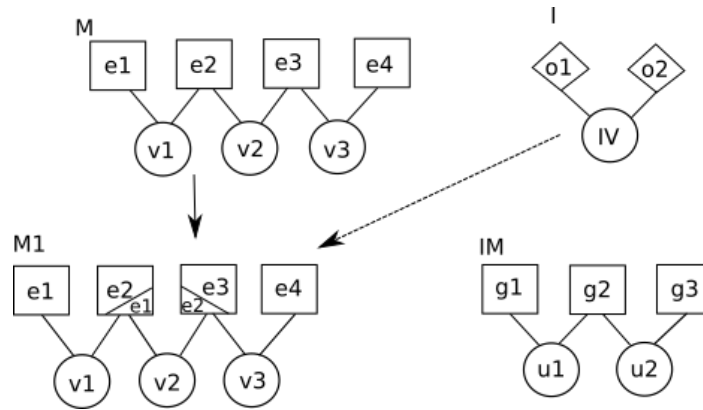 M
I
e1 e2 e3 e4
o1 o2
v1 v2 v3
IV
M1
IM
e1 e2 e1 e2 e3 e4
g1 g2 g3
v1 v2 v3
u1 u2